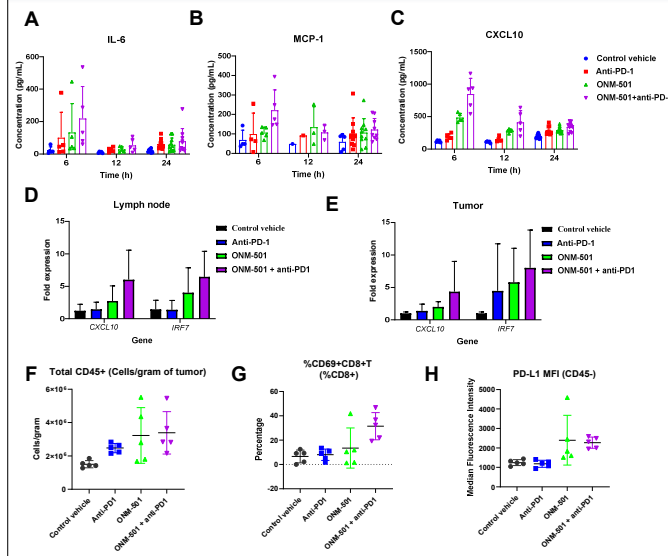 A
IL-6
Concentration (pg/mL)
600
400
200
0
6
12
24
Time (h)
B
MCP-1
Concentration (pg/mL)
400
300
200
100
0
6
12
24
Time (h)
C
CXCL10
Concentration (pg/mL)
1500
1000
500
0
6
12
24
Time (h)
Control vehicle
Anti-PD-1
ONM-501
ONM-501+anti-PD-
D
Lymph node
Fold expression
15
10
5
0
CXCL10
IRF7
Gene
Control vehicle
Anti-PD-1
ONM-501
ONM-501 + anti-PD1
E
Tumor
Fold expression
15
10
5
0
CXCL10
IRF7
Gene
Control vehicle
Anti-PD-1
ONM-501
ONM-501 + anti-PD1
F
Total CD45+ (Cells/gram of tumor)
Cells/gram
6×10⁶
4×10⁶
2×10⁶
0
Control vehicle
Anti-PD1
ONM-501
ONM-501 + anti-PD1
G
%CD69+CD8+T
(%CD8+)
Percentage
60
40
20
0
-20
Control vehicle
Anti-PD1
ONM-501
ONM-501 + anti-PD1
H
PD-L1 MFI (CD45-)
Median Fluorescence Intensity
5000
4000
3000
2000
1000
0
Control vehicle
Anti-PD1
ONM-501
ONM-501 + anti-PD1